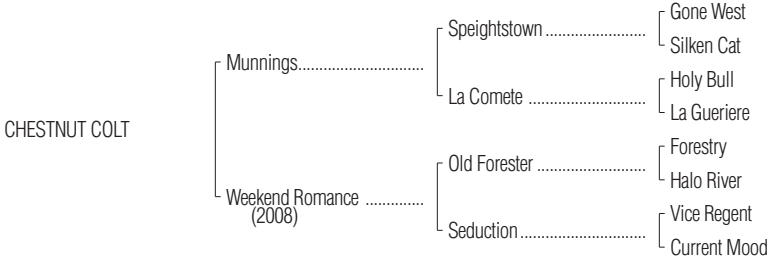 Gone West
Speightstown ........................
Silken Cat
Munnings..............................
Holy Bull
La Comete ............................
La Gueriere
CHESTNUT COLT
Forestry
Old Forester ..........................
Halo River
Weekend Romance ..............
(2008)
Vice Regent
Seduction..............................
Current Mood